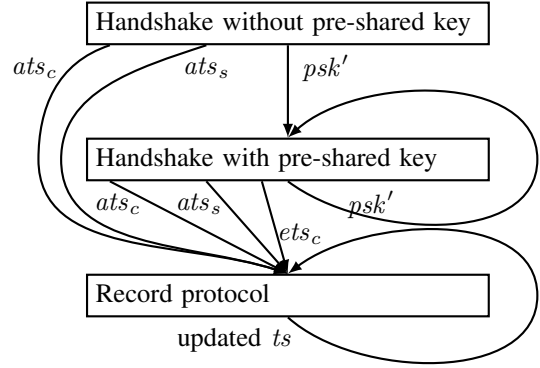 Handshake without pre-shared key
ats_c ats_s psk′
Handshake with pre-shared key
ats_c ats_s psk′
ets_c
Record protocol
updated ts